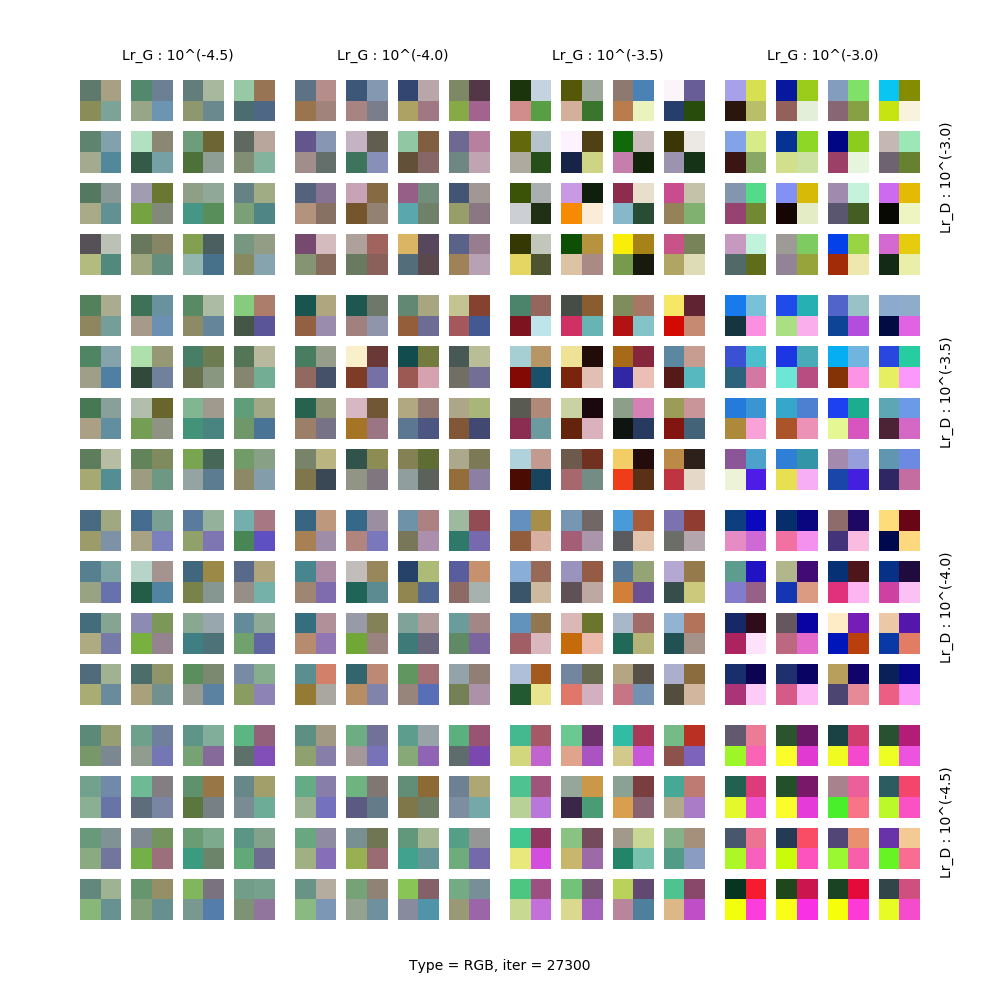 Lr_G : 10^(-4.5)
Lr_G : 10^(-4.0)
Lr_G : 10^(-3.5)
Lr_G : 10^(-3.0)
Lr_D : 10^(-3.0)
Lr_D : 10^(-3.5)
Lr_D : 10^(-4.0)
Lr_D : 10^(-4.5)
Type = RGB, iter = 27300